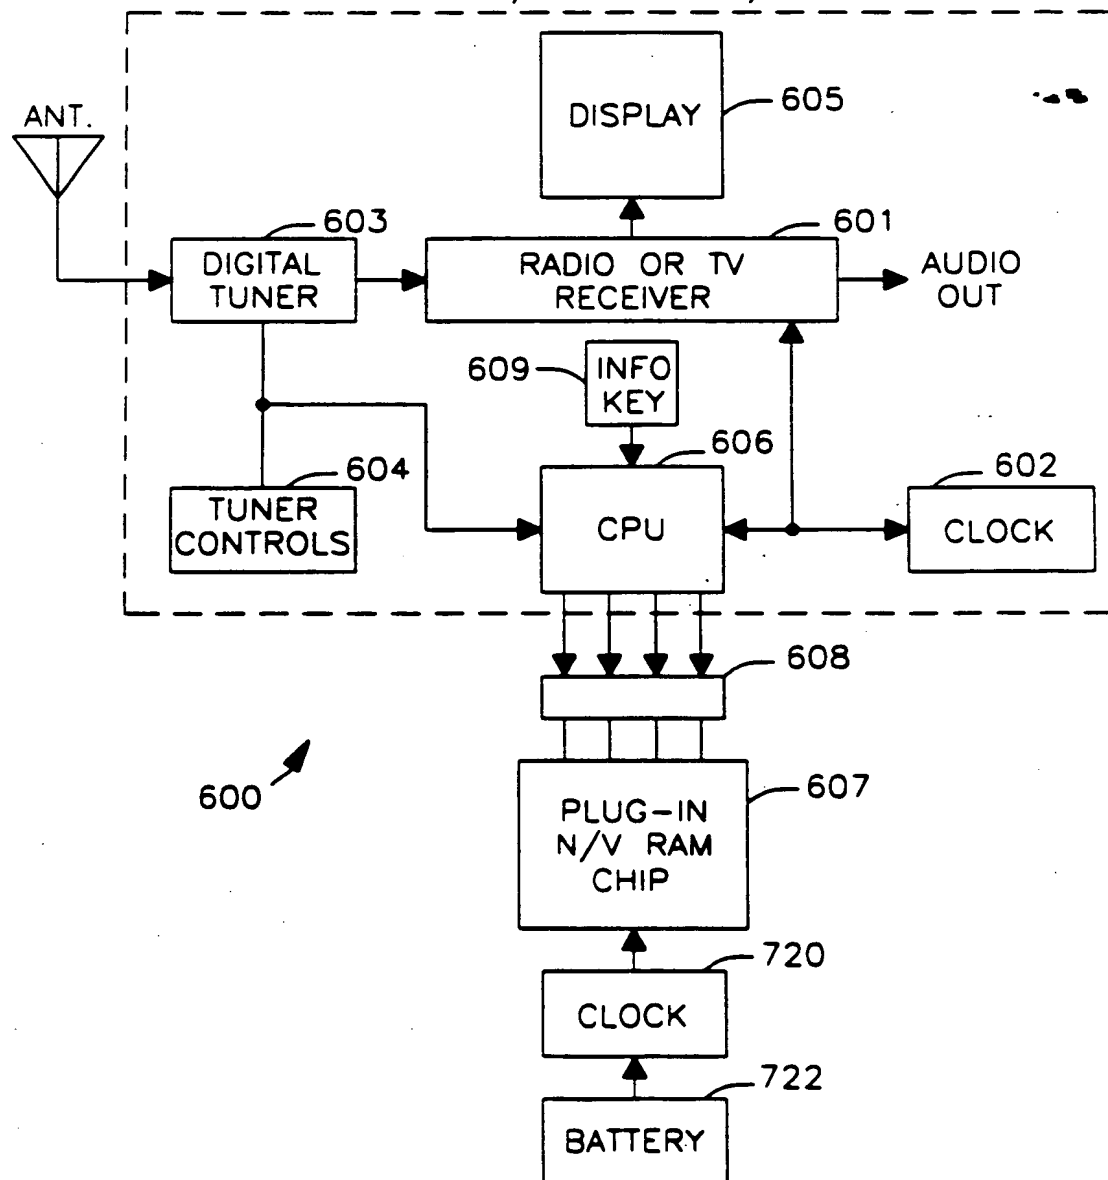 DISPLAY
605
ANT.
603
601
DIGITAL
TUNER
RADIO OR TV
RECEIVER
AUDIO
OUT
609
INFO
KEY
606
604
602
TUNER
CONTROLS
CPU
CLOCK
608
600
607
PLUG-IN
N/V RAM
CHIP
720
CLOCK
722
BATTERY